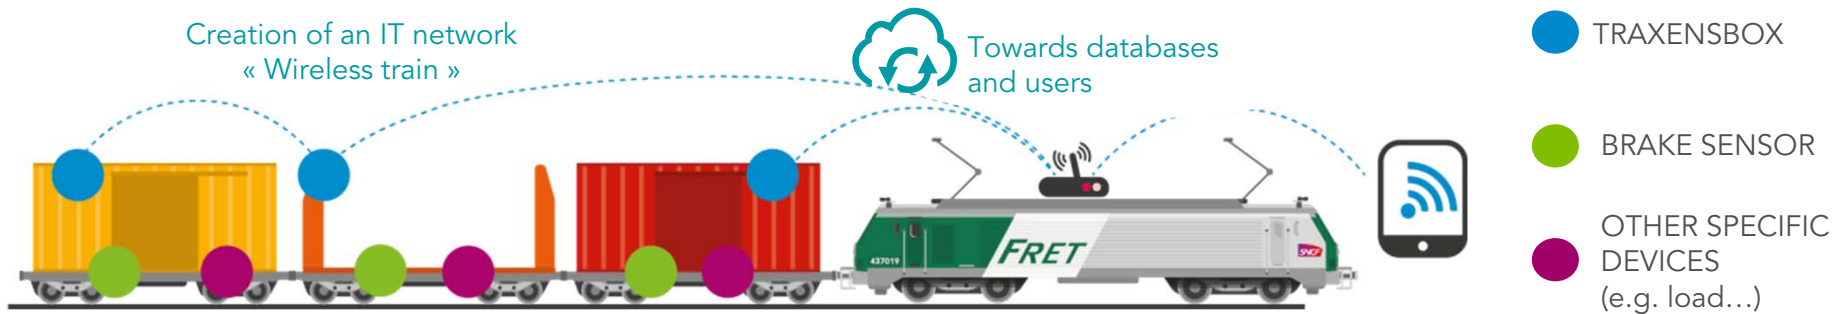 Creation of an IT network
« Wireless train »
Towards databases
and users
TRAXENSBOX
BRAKE SENSOR
OTHER SPECIFIC
DEVICES
(e.g. load...)
437019
FRET
SNCF